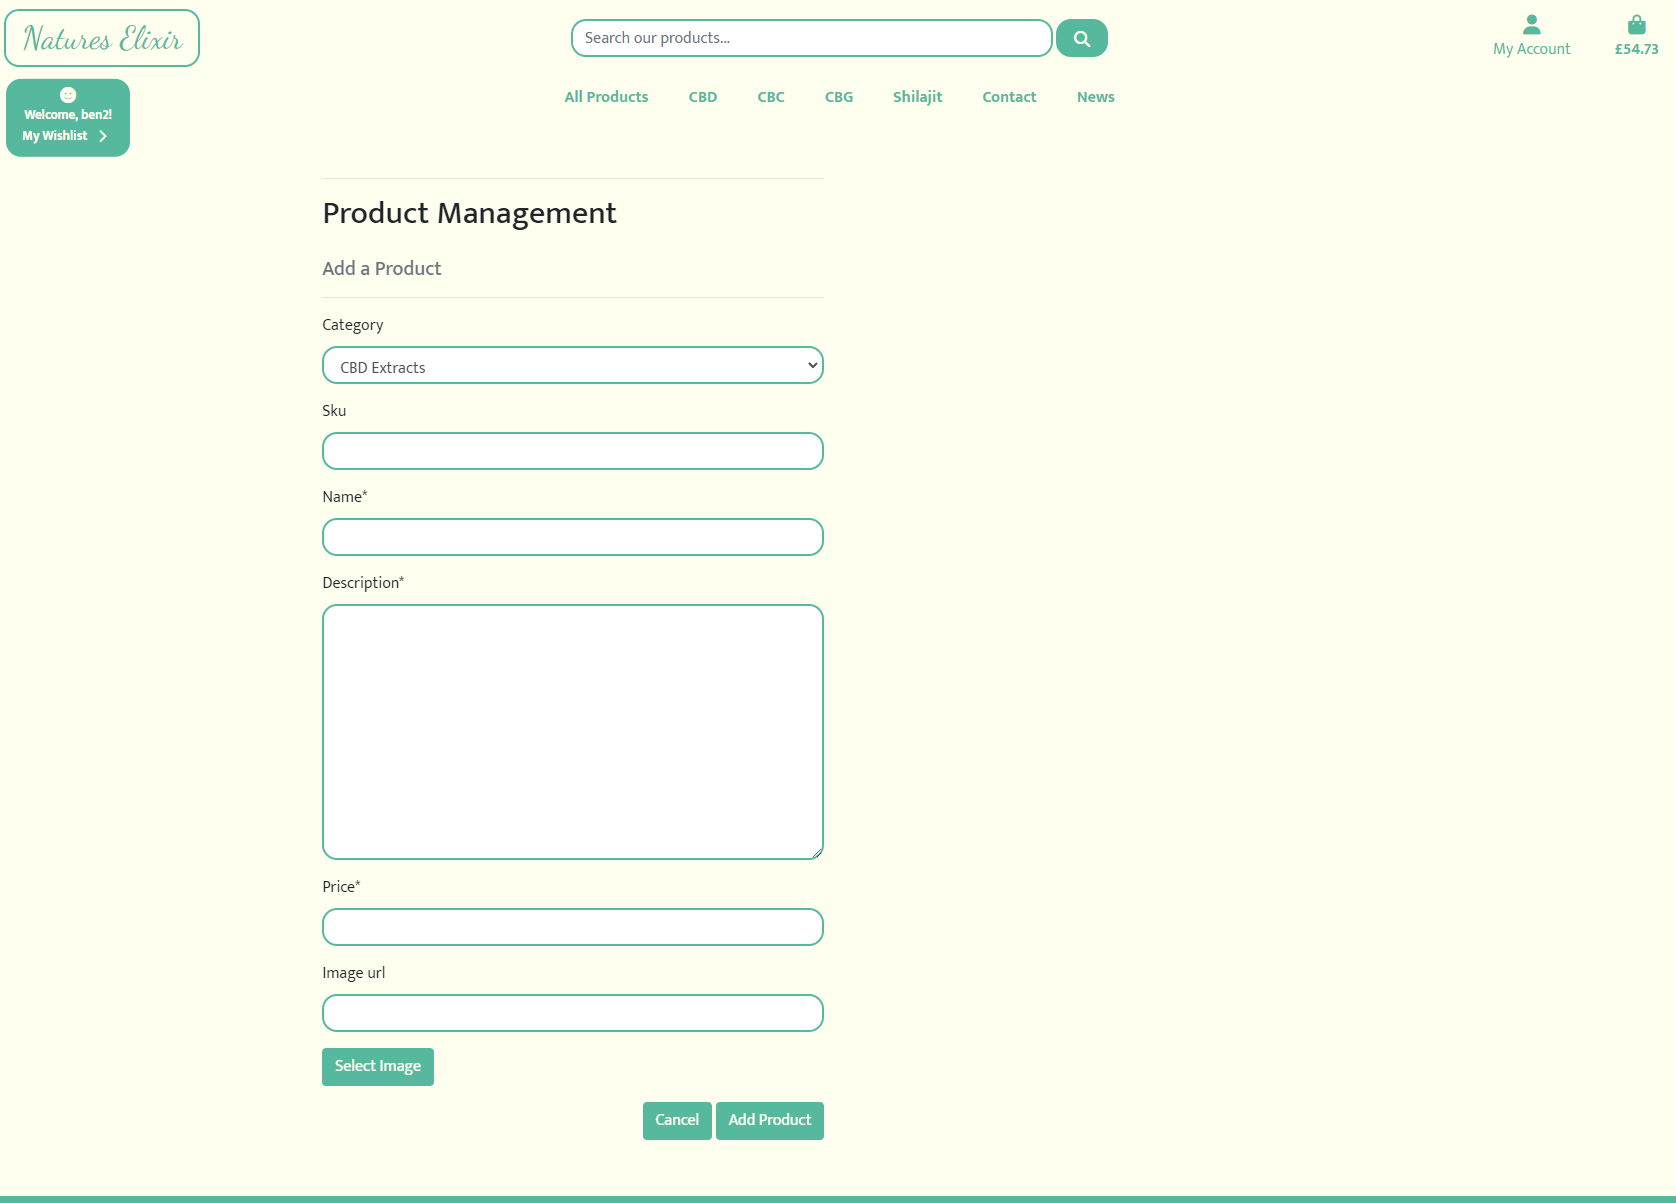 Natures Elixir
Search our products...
My Account
£54.73
Welcome, ben2!
My Wishlist
All Products
CBD
CBC
CBG
Shilajit
Contact
News
Product Management
Add a Product
Category
CBD Extracts
Sku
Name*
Description*
Price*
Image url
Select Image
Cancel
Add Product